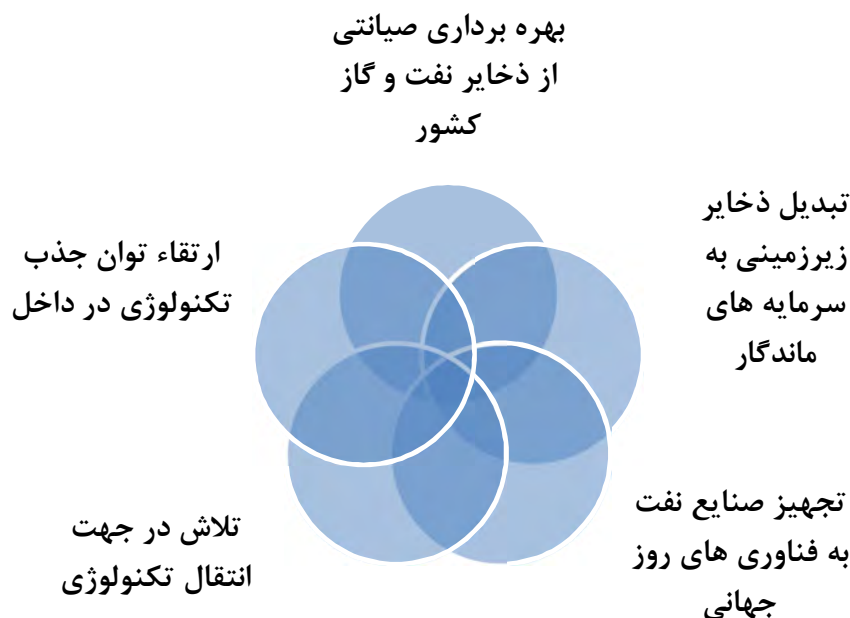 بهره برداری صیانتی
از ذخایر نفت و گاز
کشور
تبدیل ذخایر
زیرزمینی به
سرمایه های
ماندگار
تجهیز صنایع نفت
به فناوری های روز
جهانی
تلاش در جهت
انتقال تکنولوژی
ارتقاء توان جذب
تکنولوژی در داخل